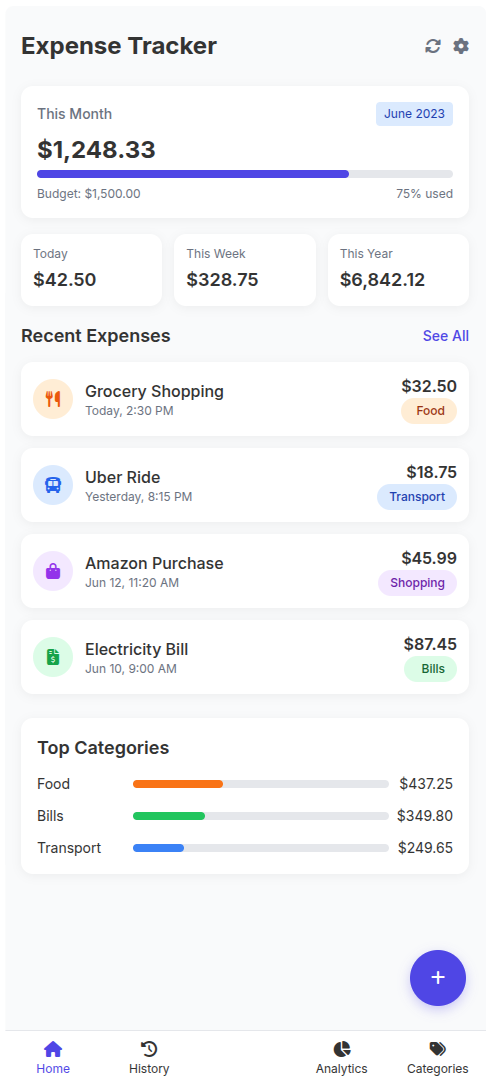 Expense Tracker
This Month
June 2023
$1,248.33
Budget: $1,500.00
75% used
Today
$42.50
This Week
$328.75
This Year
$6,842.12
Recent Expenses
See All
Grocery Shopping
Today, 2:30 PM
$32.50
Food
Uber Ride
Yesterday, 8:15 PM
$18.75
Transport
Amazon Purchase
Jun 12, 11:20 AM
$45.99
Shopping
Electricity Bill
Jun 10, 9:00 AM
$87.45
Bills
Top Categories
Food
$437.25
Bills
$349.80
Transport
$249.65
+
Home
History
Analytics
Categories